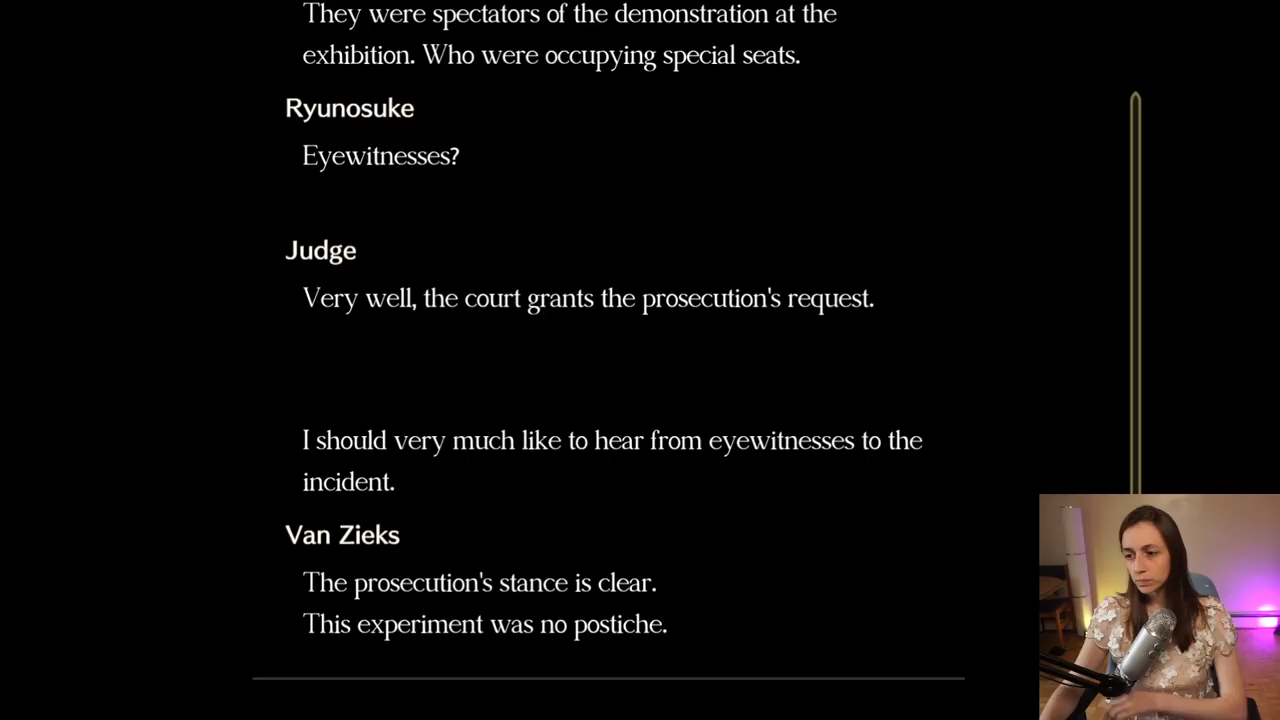 They were spectators of the demonstration at the
exhibition. Who were occupying special seats.
Ryunosuke
Eyewitnesses?
Judge
Very well, the court grants the prosecution's request.
I should very much like to hear from eyewitnesses to the
incident.
Van Zieks
The prosecution's stance is clear.
This experiment was no postiche.